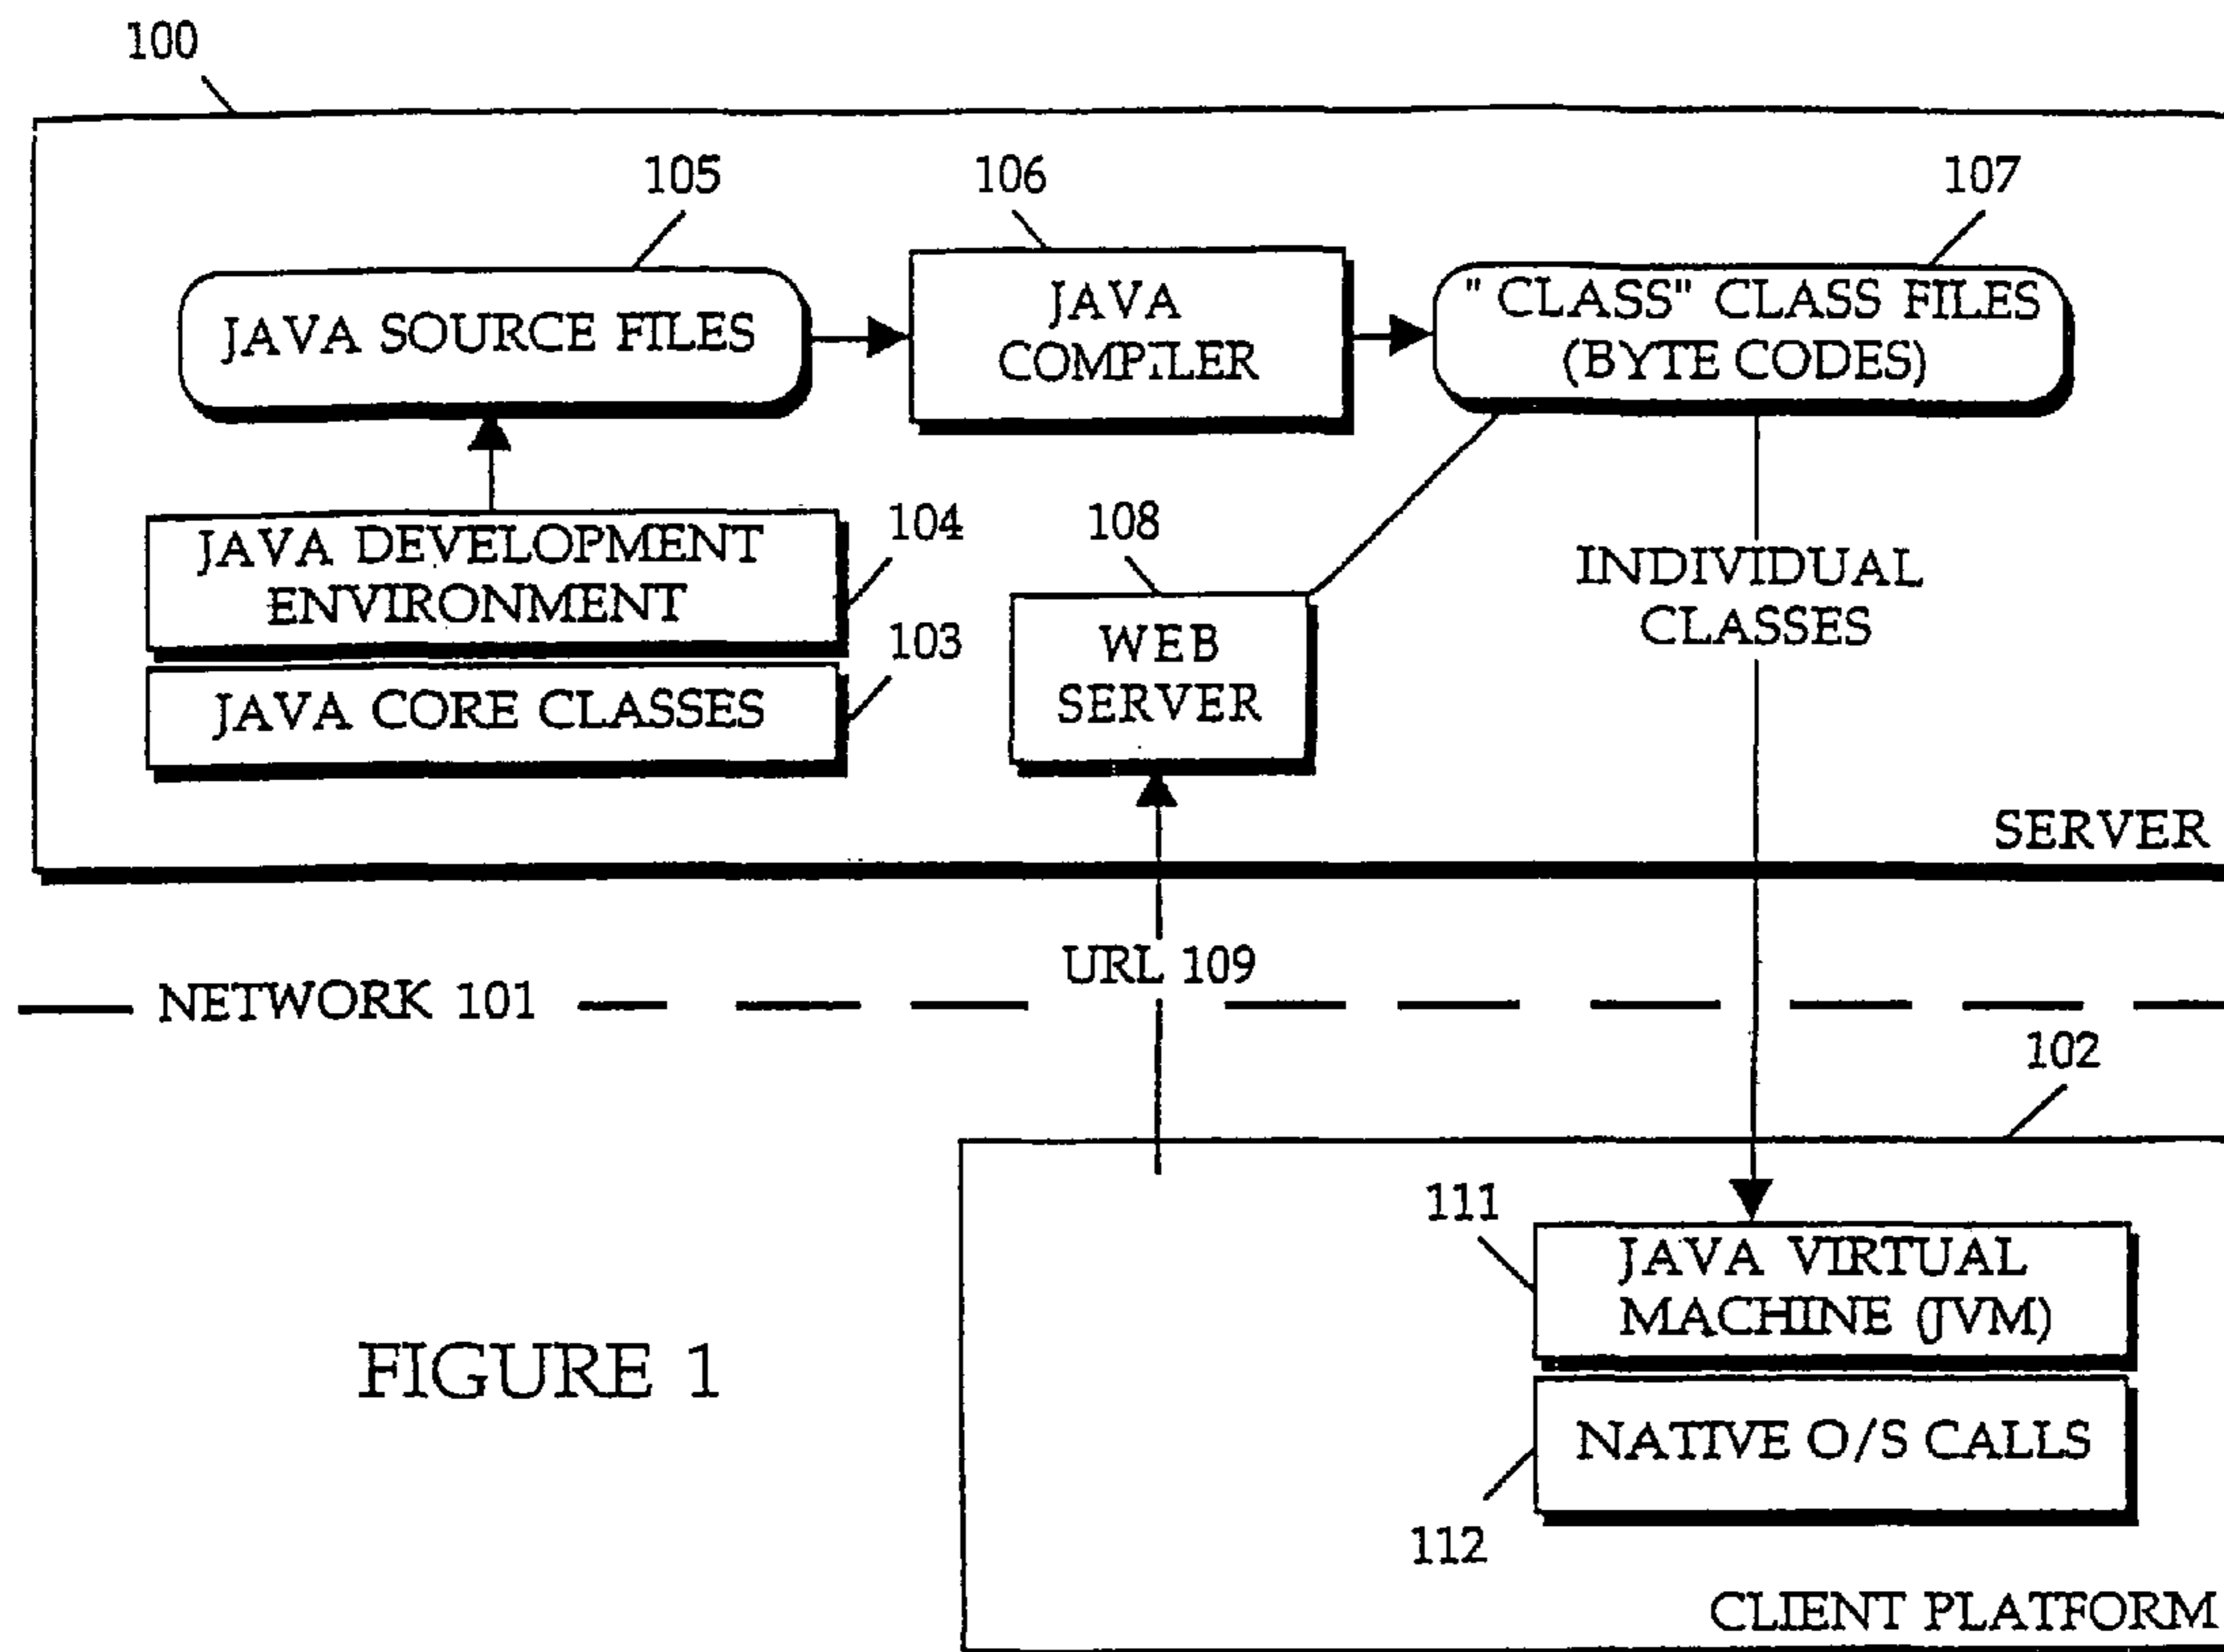 100
105
106
107
JAVA SOURCE FILES
JAVA
COMPILER
" CLASS" CLASS FILES
(BYTE CODES)
JAVA DEVELOPMENT
ENVIRONMENT
104
103
JAVA CORE CLASSES
108
WEB
SERVER
INDIVIDUAL
CLASSES
SERVER
URL 109
NETWORK 101
102
111
JAVA VIRTUAL
MACHINE (JVM)
NATIVE O/S CALLS
112
CLIENT PLATFORM
FIGURE 1